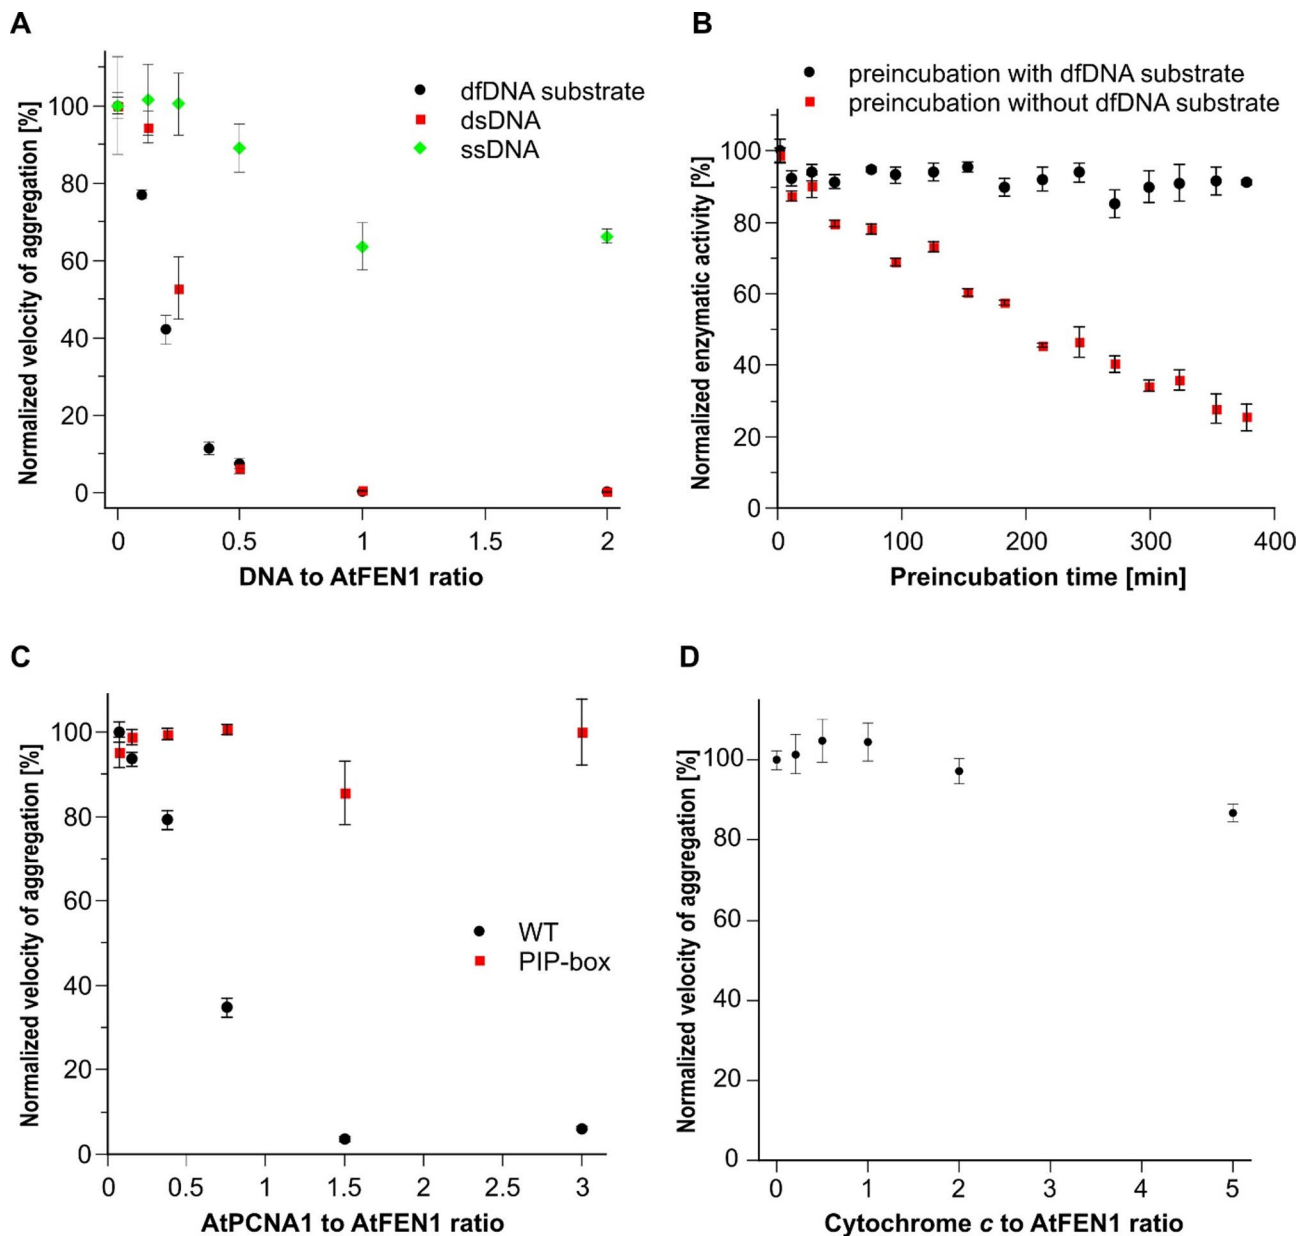 A
Normalized velocity of aggregation [%]
100
80
60
40
20
0
dfDNA substrate
dsDNA
ssDNA
0 0.5 1 1.5 2
DNA to AtFEN1 ratio
B
preincubation with dfDNA substrate
preincubation without dfDNA substrate
Normalized enzymatic activity [%]
100
80
60
40
20
0
0 100 200 300 400
Preincubation time [min]
C
Normalized velocity of aggregation [%]
100
80
60
40
20
0
WT
PIP-box
0 0.5 1 1.5 2 2.5 3
AtPCNA1 to AtFEN1 ratio
D
Normalized velocity of aggregation [%]
100
80
60
40
20
0
0 1 2 3 4 5
Cytochrome c to AtFEN1 ratio